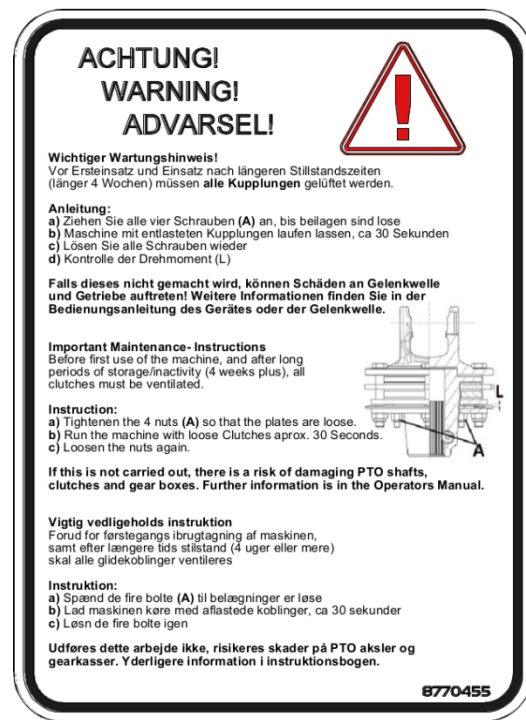 ACHTUNG!
WARNING!
ADVARSEL!
Wichtiger Wartungshinweis!
Vor Ersteinsatz und Einsatz nach längeren Stillstandszeiten
(länger 4 Wochen) müssen alle Kupplungen gelüftet werden.
Anleitung:
a) Ziehen Sie alle vier Schrauben (A) an, bis beilagen sind lose
b) Maschine mit entlasteten Kupplungen laufen lassen, ca 30 Sekunden
c) Lösen Sie alle Schrauben wieder
d) Kontrolle der Drehmoment (L)
Falls dieses nicht gemacht wird, können Schäden an Gelenkwelle
und Getriebe auftreten! Weitere Informationen finden Sie in der
Bedienungsanleitung des Gerätes oder der Gelenkwelle.
Important Maintenance- Instructions
Before first use of the machine, and after long
periods of storage/inactivity (4 weeks plus), all
clutches must be ventilated.
Instruction:
a) Tightenen the 4 nuts (A) so that the plates are loose.
b) Run the machine with loose Clutches aprox. 30 Seconds.
c) Loosen the nuts again.
L
A
If this is not carried out, there is a risk of damaging PTO shafts,
clutches and gear boxes. Further information is in the Operators Manual.
Vigtig vedligeholds instruktion
Forud for førstegangs ibrugtagning af maskinen,
samt efter længere tids stilstand (4 uger eller mere)
skal alle glidekoblinger ventileres
Instruktion:
a) Spænd de fire bolte (A) til belægninger er løse
b) Lad maskinen køre med aflastede koblinger, ca 30 sekunder
c) Løsn de fire bolte igen
Udføres dette arbejde ikke, risikeres skader på PTO aksler og
gearkasser. Yderligere information i instruktionsbogen.
8770455